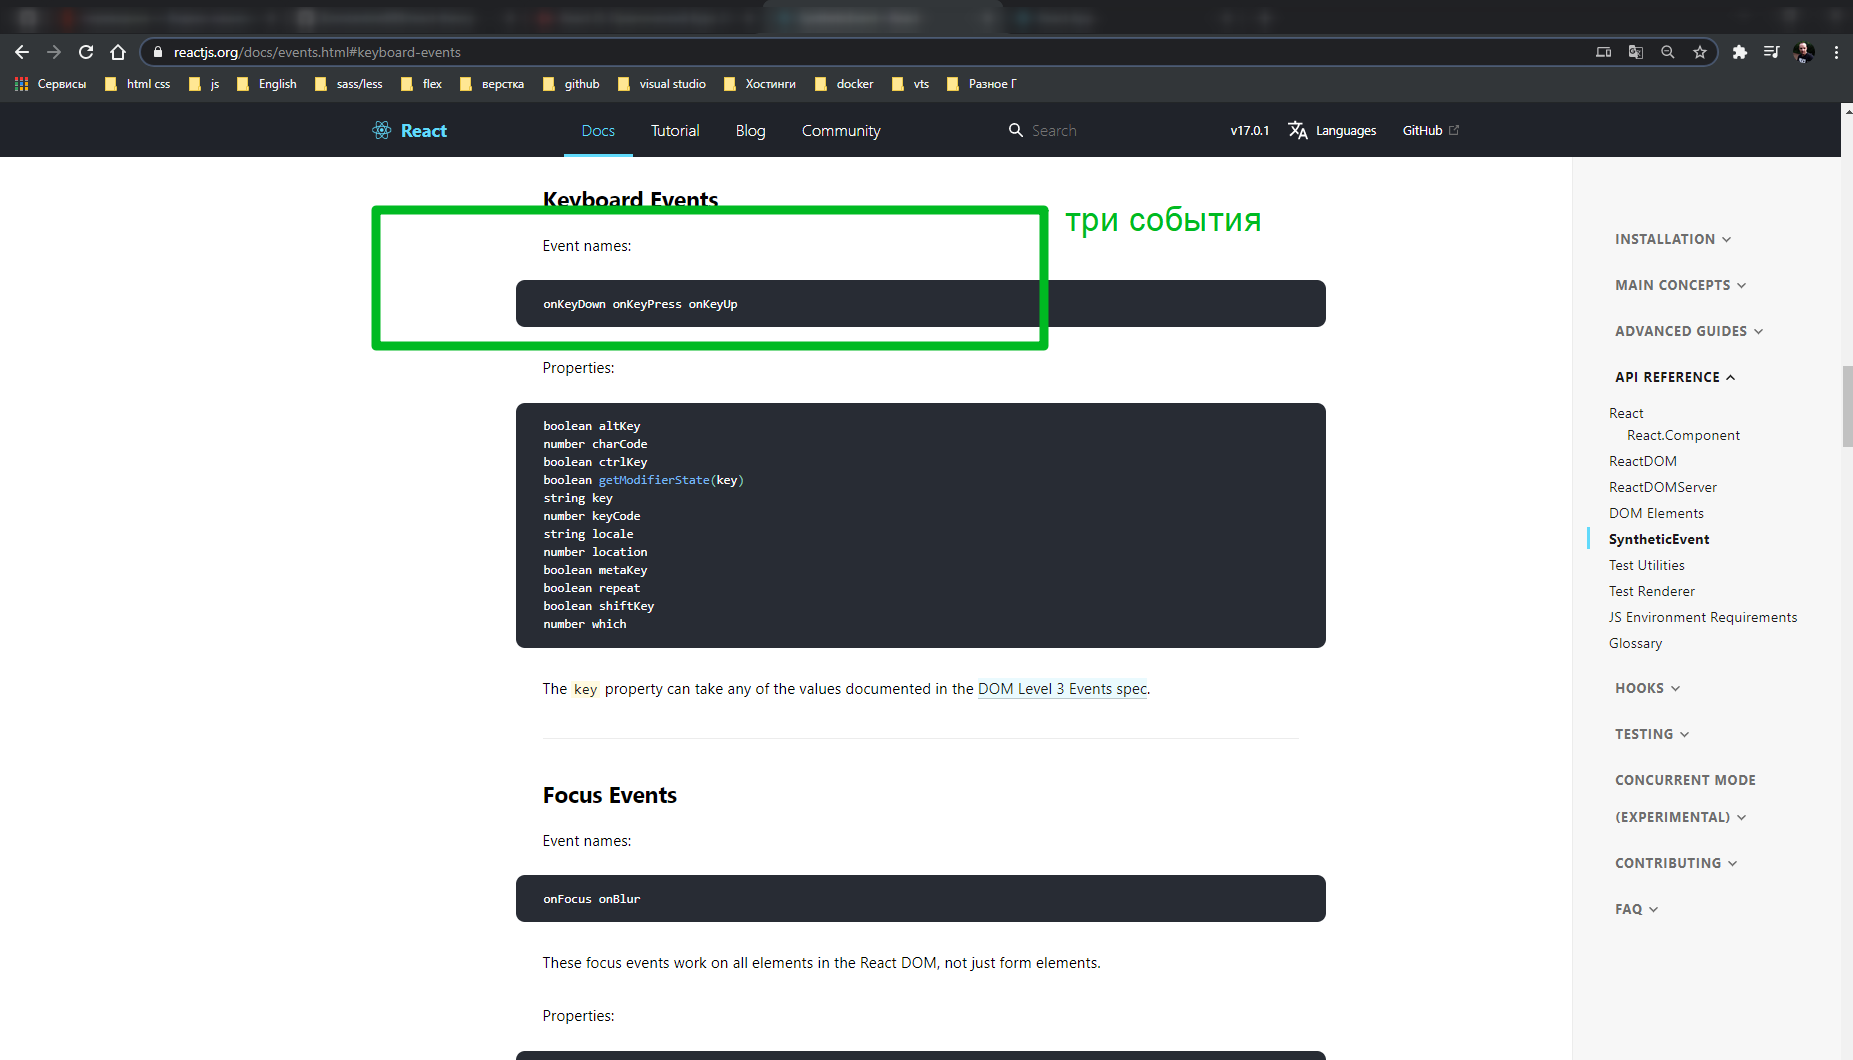 reactjs.org/docs/events.html#keyboard-events
Сервисы html css js English sass/less flex верстка github visual studio Хостинги docker vts Разное Г
React Docs Tutorial Blog Community Search v17.0.1 Languages GitHub
Keyboard Events
три события
Event names:
onKeyDown onKeyPress onKeyUp
Properties:
boolean altKey
number charCode
boolean ctrlKey
boolean getModifierState(key)
string key
number keyCode
string locale
number location
boolean metaKey
boolean repeat
boolean shiftKey
number which
The key property can take any of the values documented in the DOM Level 3 Events spec.
Focus Events
Event names:
onFocus onBlur
These focus events work on all elements in the React DOM, not just form elements.
Properties:
INSTALLATION
MAIN CONCEPTS
ADVANCED GUIDES
API REFERENCE
React
React.Component
ReactDOM
ReactDOMServer
DOM Elements
SyntheticEvent
Test Utilities
Test Renderer
JS Environment Requirements
Glossary
HOOKS
TESTING
CONCURRENT MODE
(EXPERIMENTAL)
CONTRIBUTING
FAQ